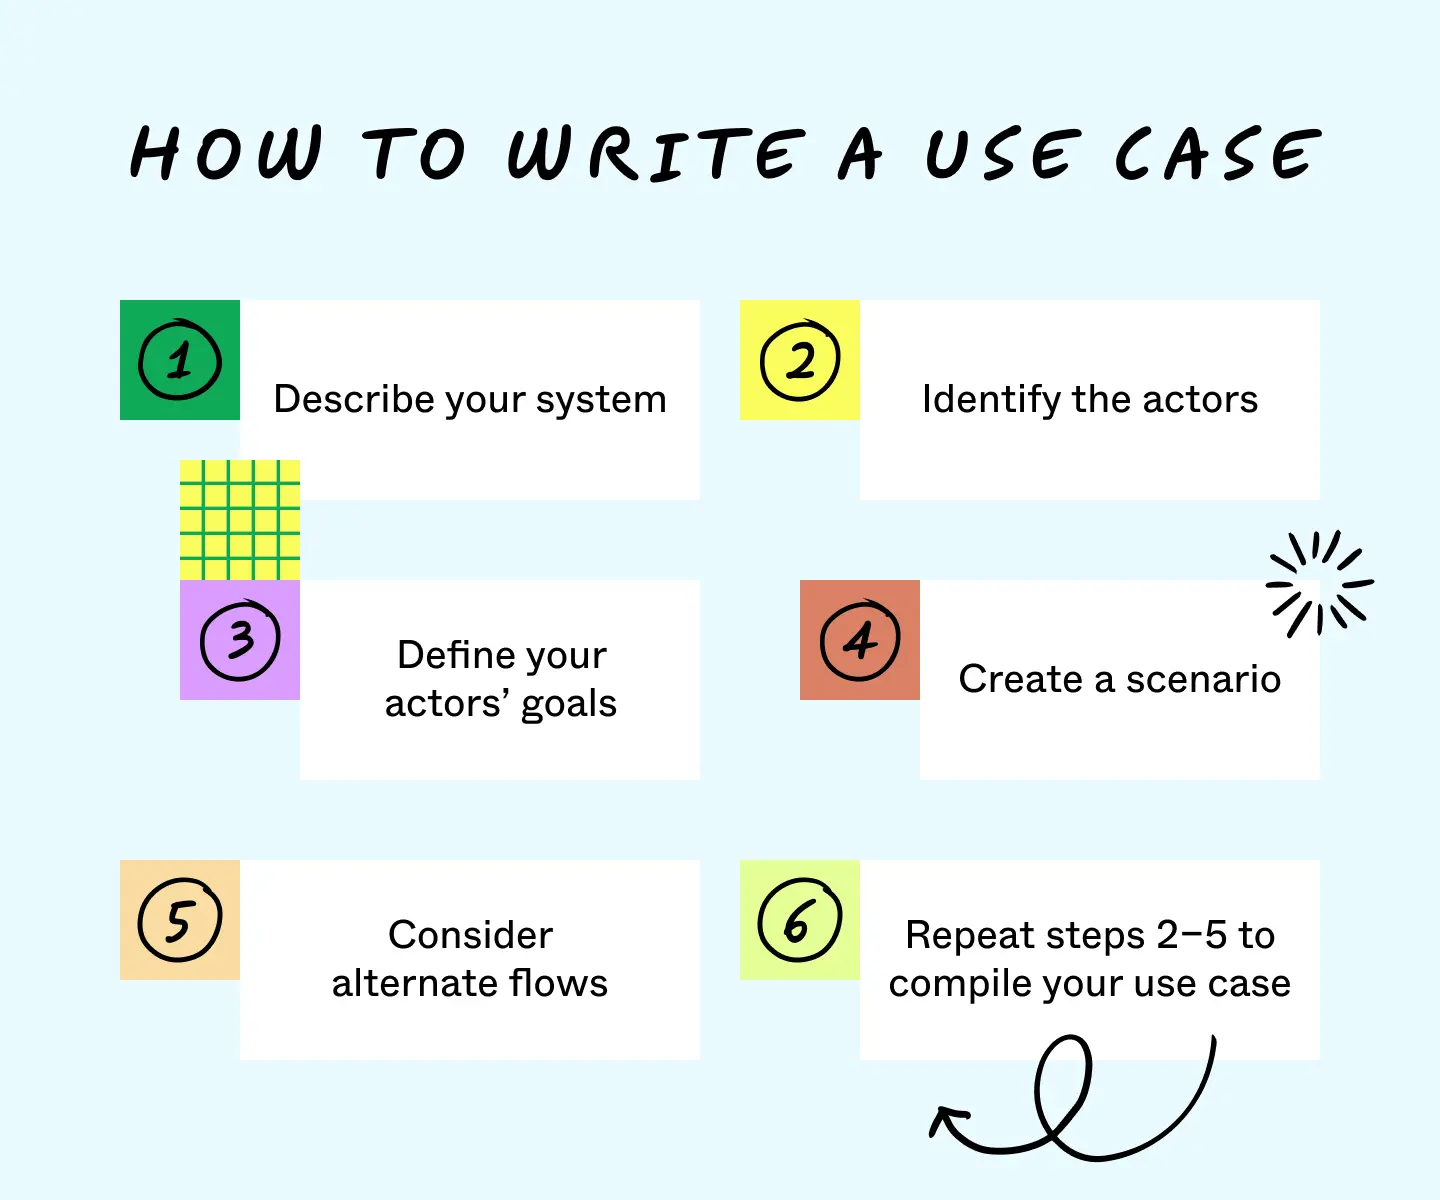 HOW TO WRITE A USE CASE
1
Describe your system
2
Identify the actors
3
Define your
actors’ goals
4
Create a scenario
5
Consider
alternate flows
6
Repeat steps 2–5 to
compile your use case